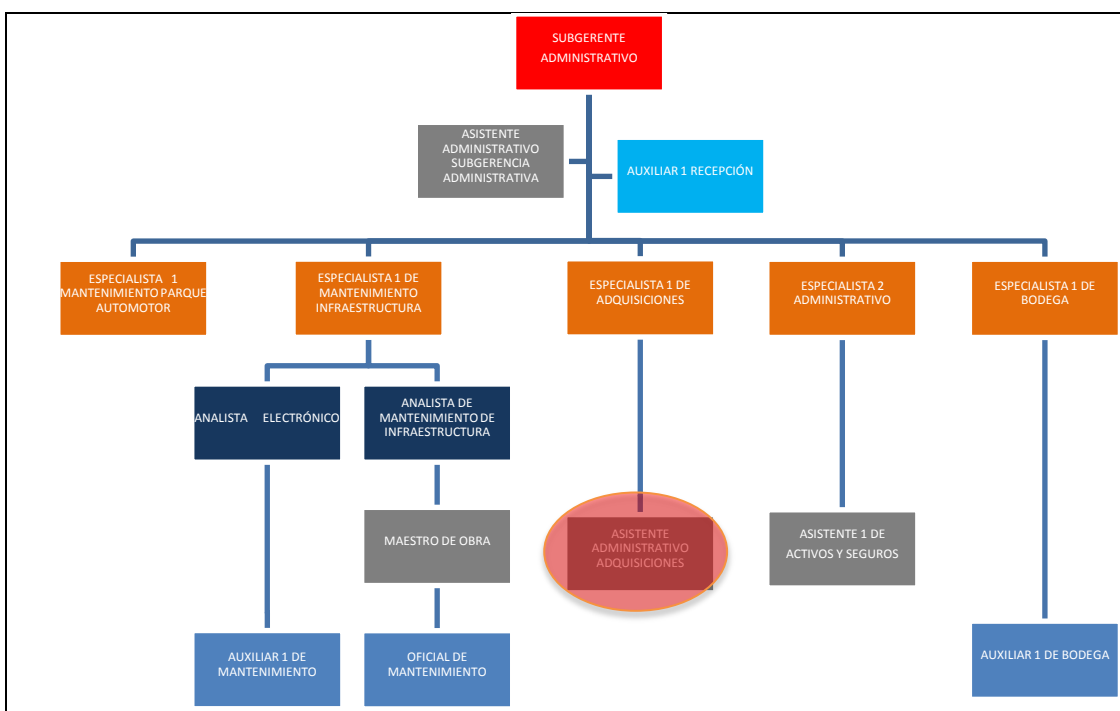 SUBGERENTE
ADMINISTRATIVO
ASISTENTE
ADMINISTRATIVO
SUBGERENCIA
ADMINISTRATIVA
AUXILIAR 1 RECEPCIÓN
ESPECIALISTA 1
MANTENIMIENTO PARQUE
AUTOMOTOR
ESPECIALISTA 1 DE
MANTENIMIENTO
INFRAESTRUCTURA
ESPECIALISTA 1 DE
ADQUISICIONES
ESPECIALISTA 2
ADMINISTRATIVO
ESPECIALISTA 1 DE
BODEGA
ANALISTA ELECTRÓNICO
ANALISTA DE
MANTENIMIENTO DE
INFRAESTRUCTURA
MAESTRO DE OBRA
ASISTENTE
ADMINISTRATIVO
ADQUISICIONES
ASISTENTE 1 DE
ACTIVOS Y SEGUROS
AUXILIAR 1 DE
MANTENIMIENTO
OFICIAL DE
MANTENIMIENTO
AUXILIAR 1 DE BODEGA